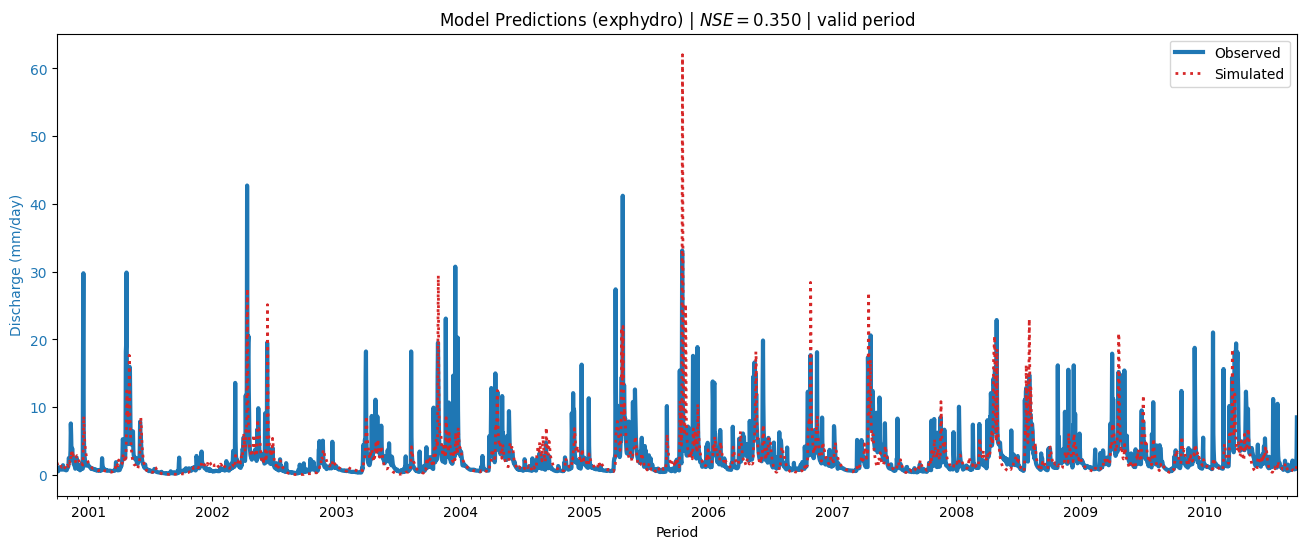 Model Predictions (exphydro) | NSE = 0.350 | valid period
Observed
Simulated
Discharge (mm/day)
60
50
40
30
20
10
0
2001 2002 2003 2004 2005 2006 2007 2008 2009 2010
Period